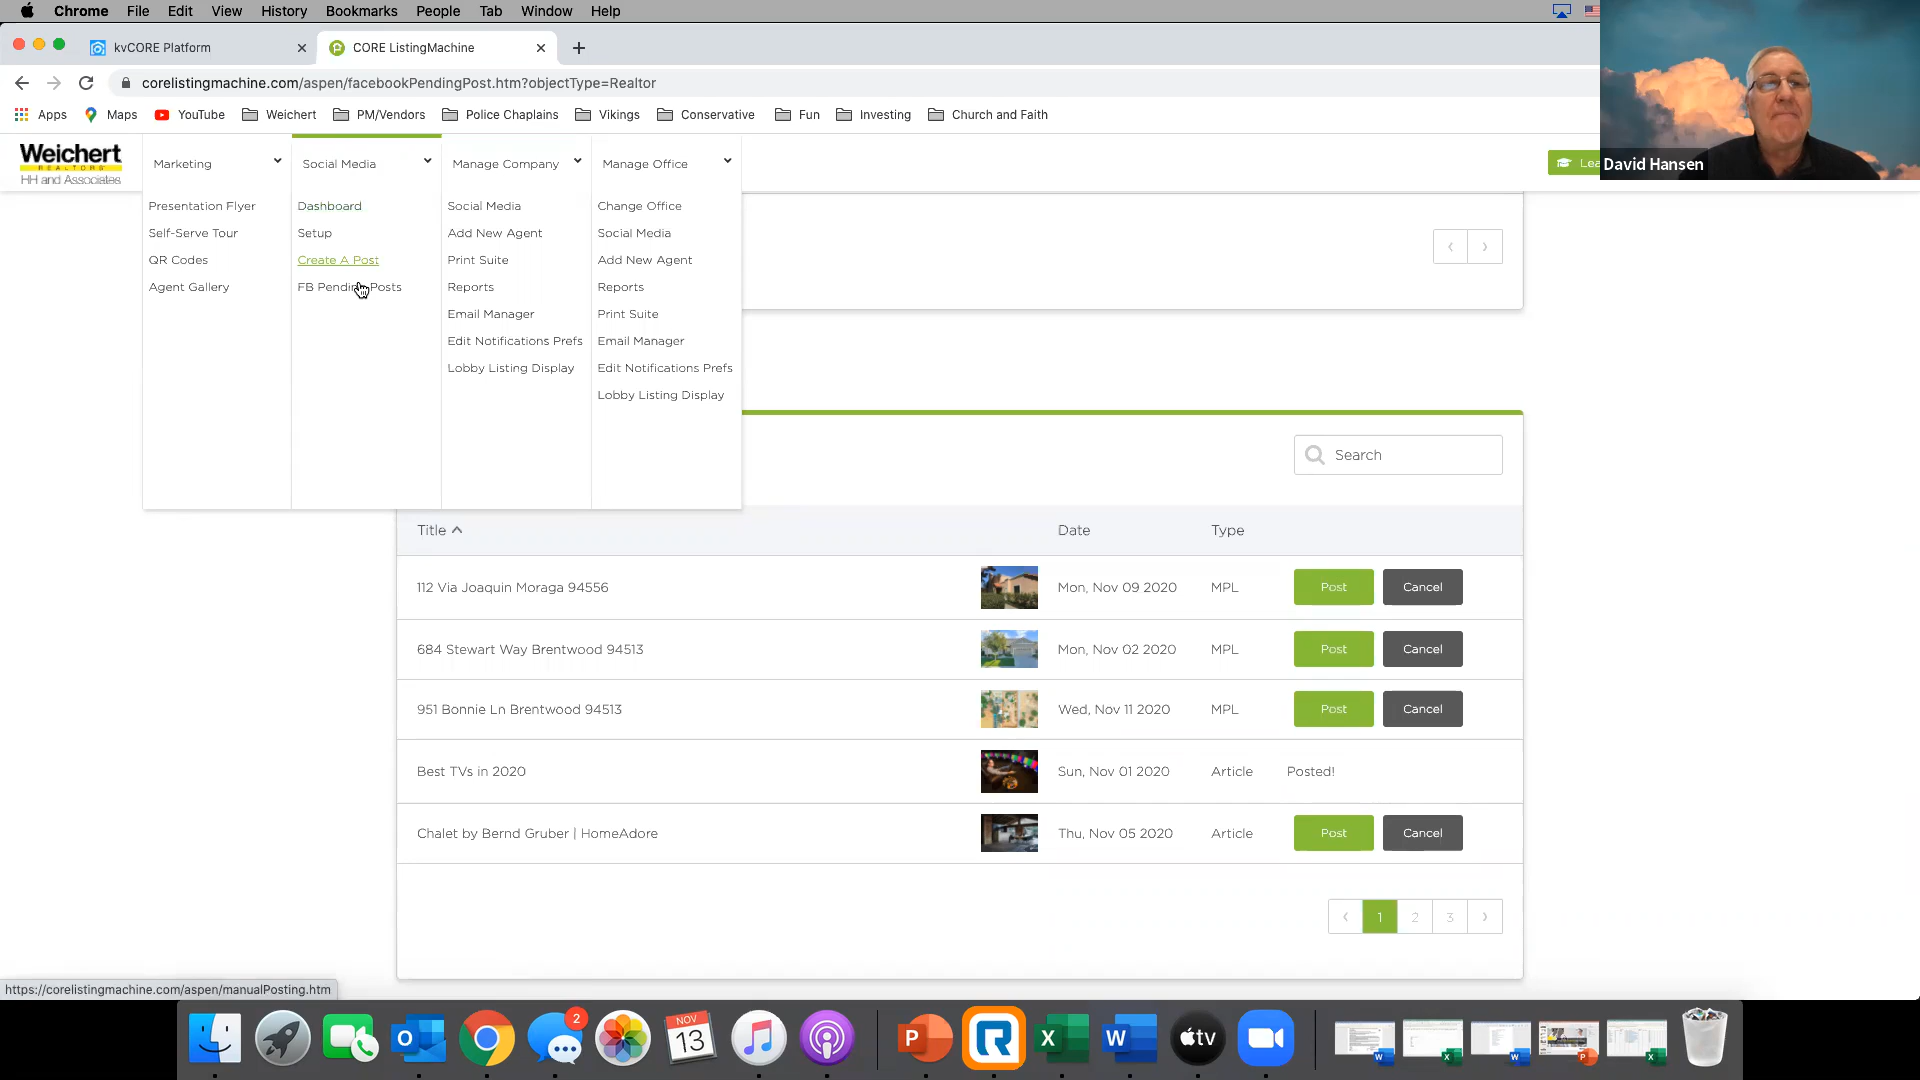 Chrome File Edit View History Bookmarks People Tab Window Help
kvCORE Platform
CORE ListingMachine
corelistingmachine.com/aspen/facebookPendingPost.htm?objectType=Realtor
Apps Maps YouTube Weichert PM/Vendors Police Chaplains Vikings Conservative Fun Investing Church and Faith
Weichert
REALTORS
HH and Associates
Marketing
Presentation Flyer
Self-Serve Tour
QR Codes
Agent Gallery
Social Media
Dashboard
Setup
Create A Post
FB Pending Posts
Manage Company
Social Media
Add New Agent
Print Suite
Reports
Email Manager
Edit Notifications Prefs
Lobby Listing Display
Manage Office
Change Office
Social Media
Add New Agent
Reports
Print Suite
Email Manager
Edit Notifications Prefs
Lobby Listing Display
David Hansen
Search
Title Date Type
112 Via Joaquin Moraga 94556 Mon, Nov 09 2020 MPL Post Cancel
684 Stewart Way Brentwood 94513 Mon, Nov 02 2020 MPL Post Cancel
951 Bonnie Ln Brentwood 94513 Wed, Nov 11 2020 MPL Post Cancel
Best TVs in 2020 Sun, Nov 01 2020 Article Posted!
Chalet by Bernd Gruber | HomeAdore Thu, Nov 05 2020 Article Post Cancel
1 2 3
https://corelistingmachine.com/aspen/manualPosting.htm
2
NOV
13
tv